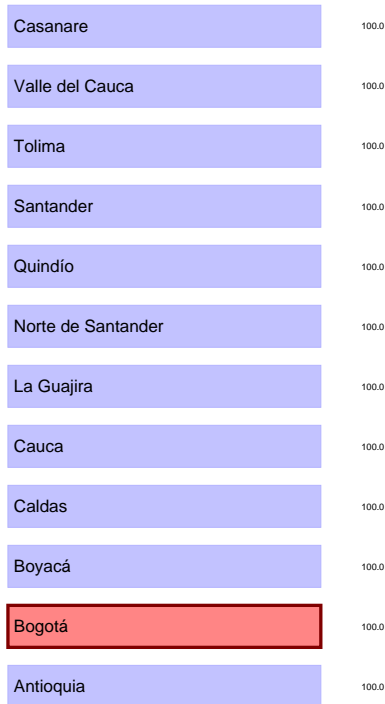 Casanare 100.0
Valle del Cauca 100.0
Tolima 100.0
Santander 100.0
Quindío 100.0
Norte de Santander 100.0
La Guajira 100.0
Cauca 100.0
Caldas 100.0
Boyacá 100.0
Bogotá 100.0
Antioquia 100.0